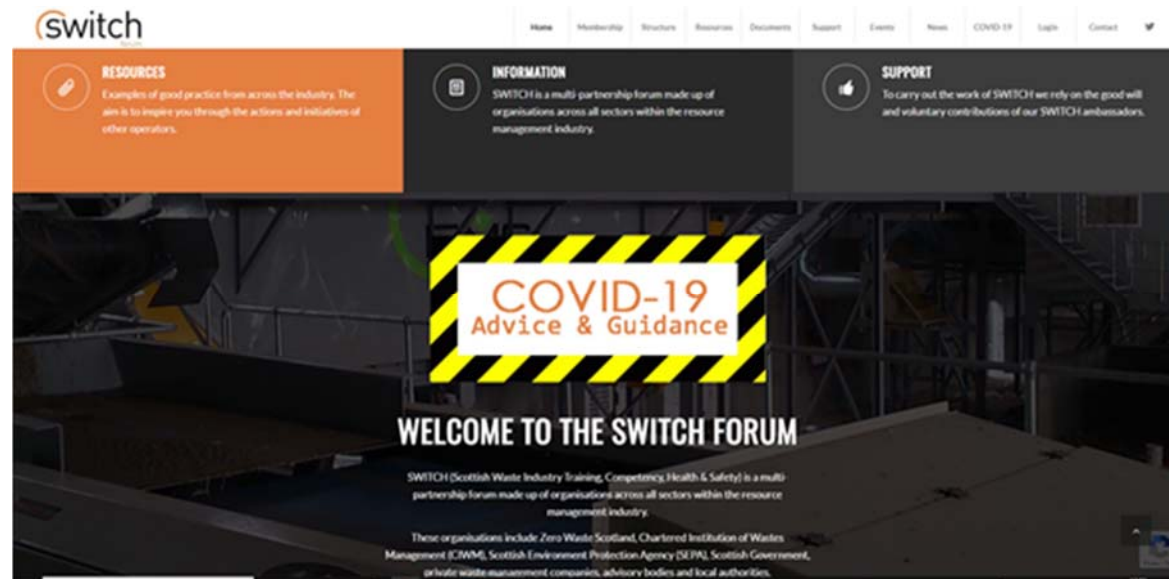 switch
forum
Home Membership Structure Resources Documents Support Events News COVID-19 Login Contact
RESOURCES
Examples of good practice from across the industry. The
aim is to inspire you through the actions and initiatives of
other operators.
INFORMATION
SWITCH is a multi-partnership forum made up of
organisations across all sectors within the resource
management industry.
SUPPORT
To carry out the work of SWITCH we rely on the good will
and voluntary contributions of our SWITCH ambassadors.
COVID-19
Advice & Guidance
WELCOME TO THE SWITCH FORUM
SWITCH (Scottish Waste Industry Training, Competency, Health & Safety) is a multi-
partnership forum made up of organisations across all sectors within the resource
management industry.
These organisations include Zero Waste Scotland, Chartered Institution of Wastes
Management (CIWM), Scottish Environment Protection Agency (SEPA), Scottish Government,
private waste management companies, advisory bodies and local authorities.